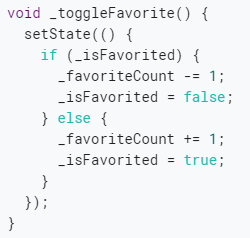 void _toggleFavorite() {
  setState(() {
    if (_isFavorited) {
      _favoriteCount -= 1;
      _isFavorited = false;
    } else {
      _favoriteCount += 1;
      _isFavorited = true;
    }
  });
}